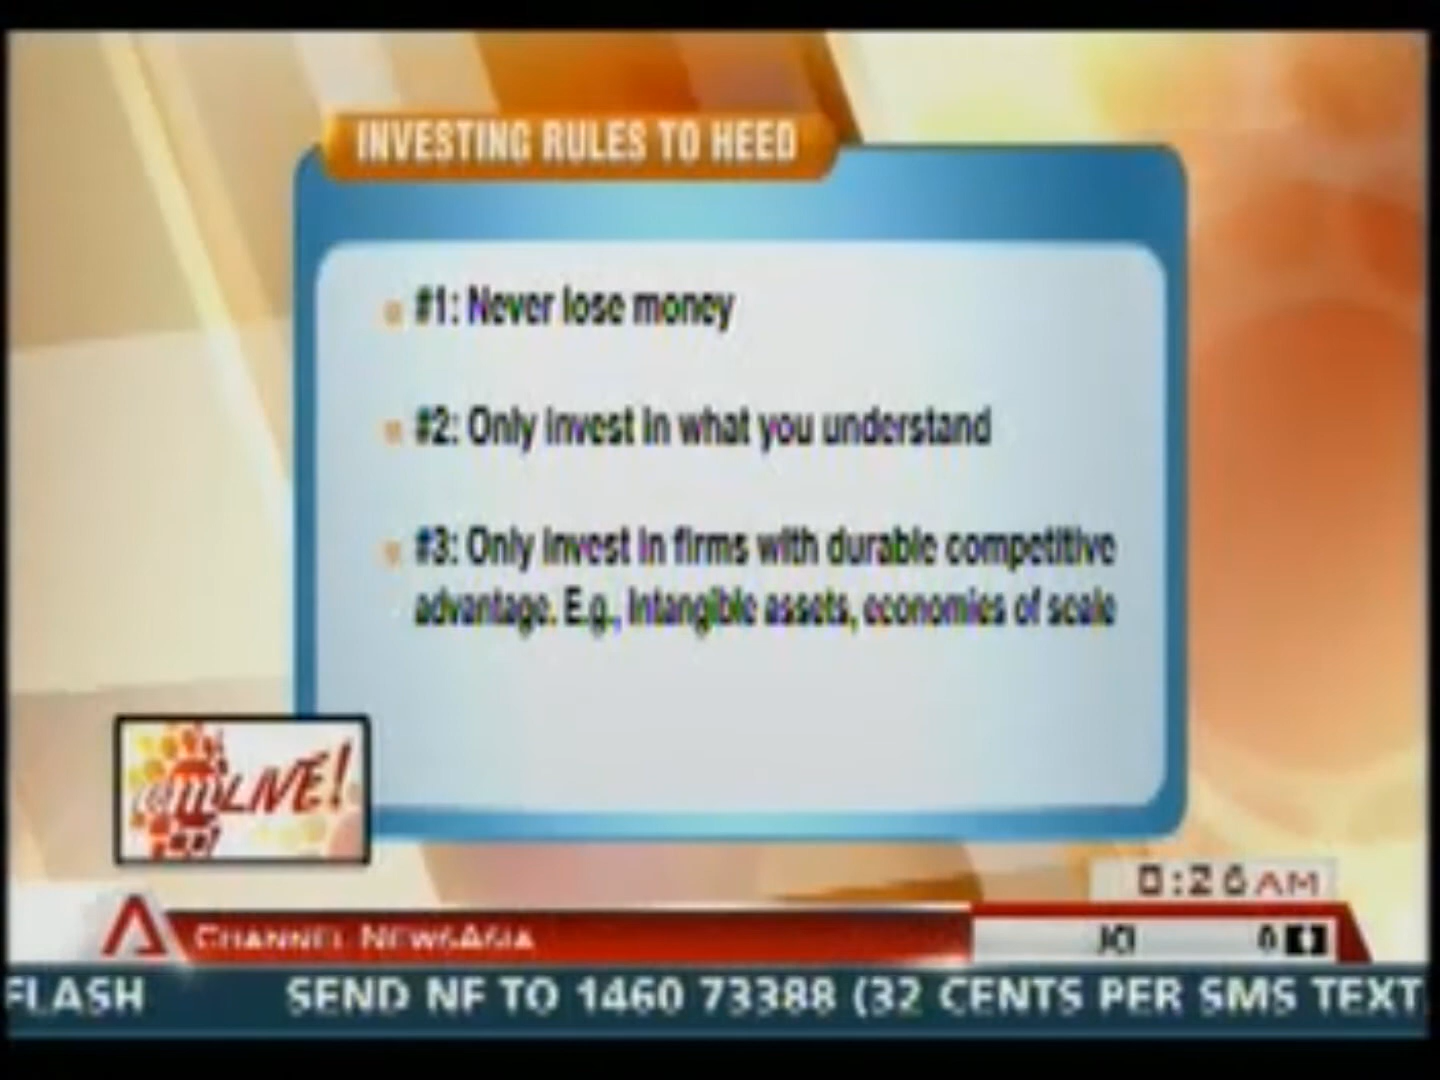 INVESTING RULES TO HEED
#1: Never lose money
#2: Only invest in what you understand
#3: Only invest in firms with durable competitive
advantage. E.g., intangible assets, economies of scale
LIVE!
AM
CHANNEL NEWSASIA
JCI 0
FLASH SEND NF TO 1460 73388 (32 CENTS PER SMS TEXT